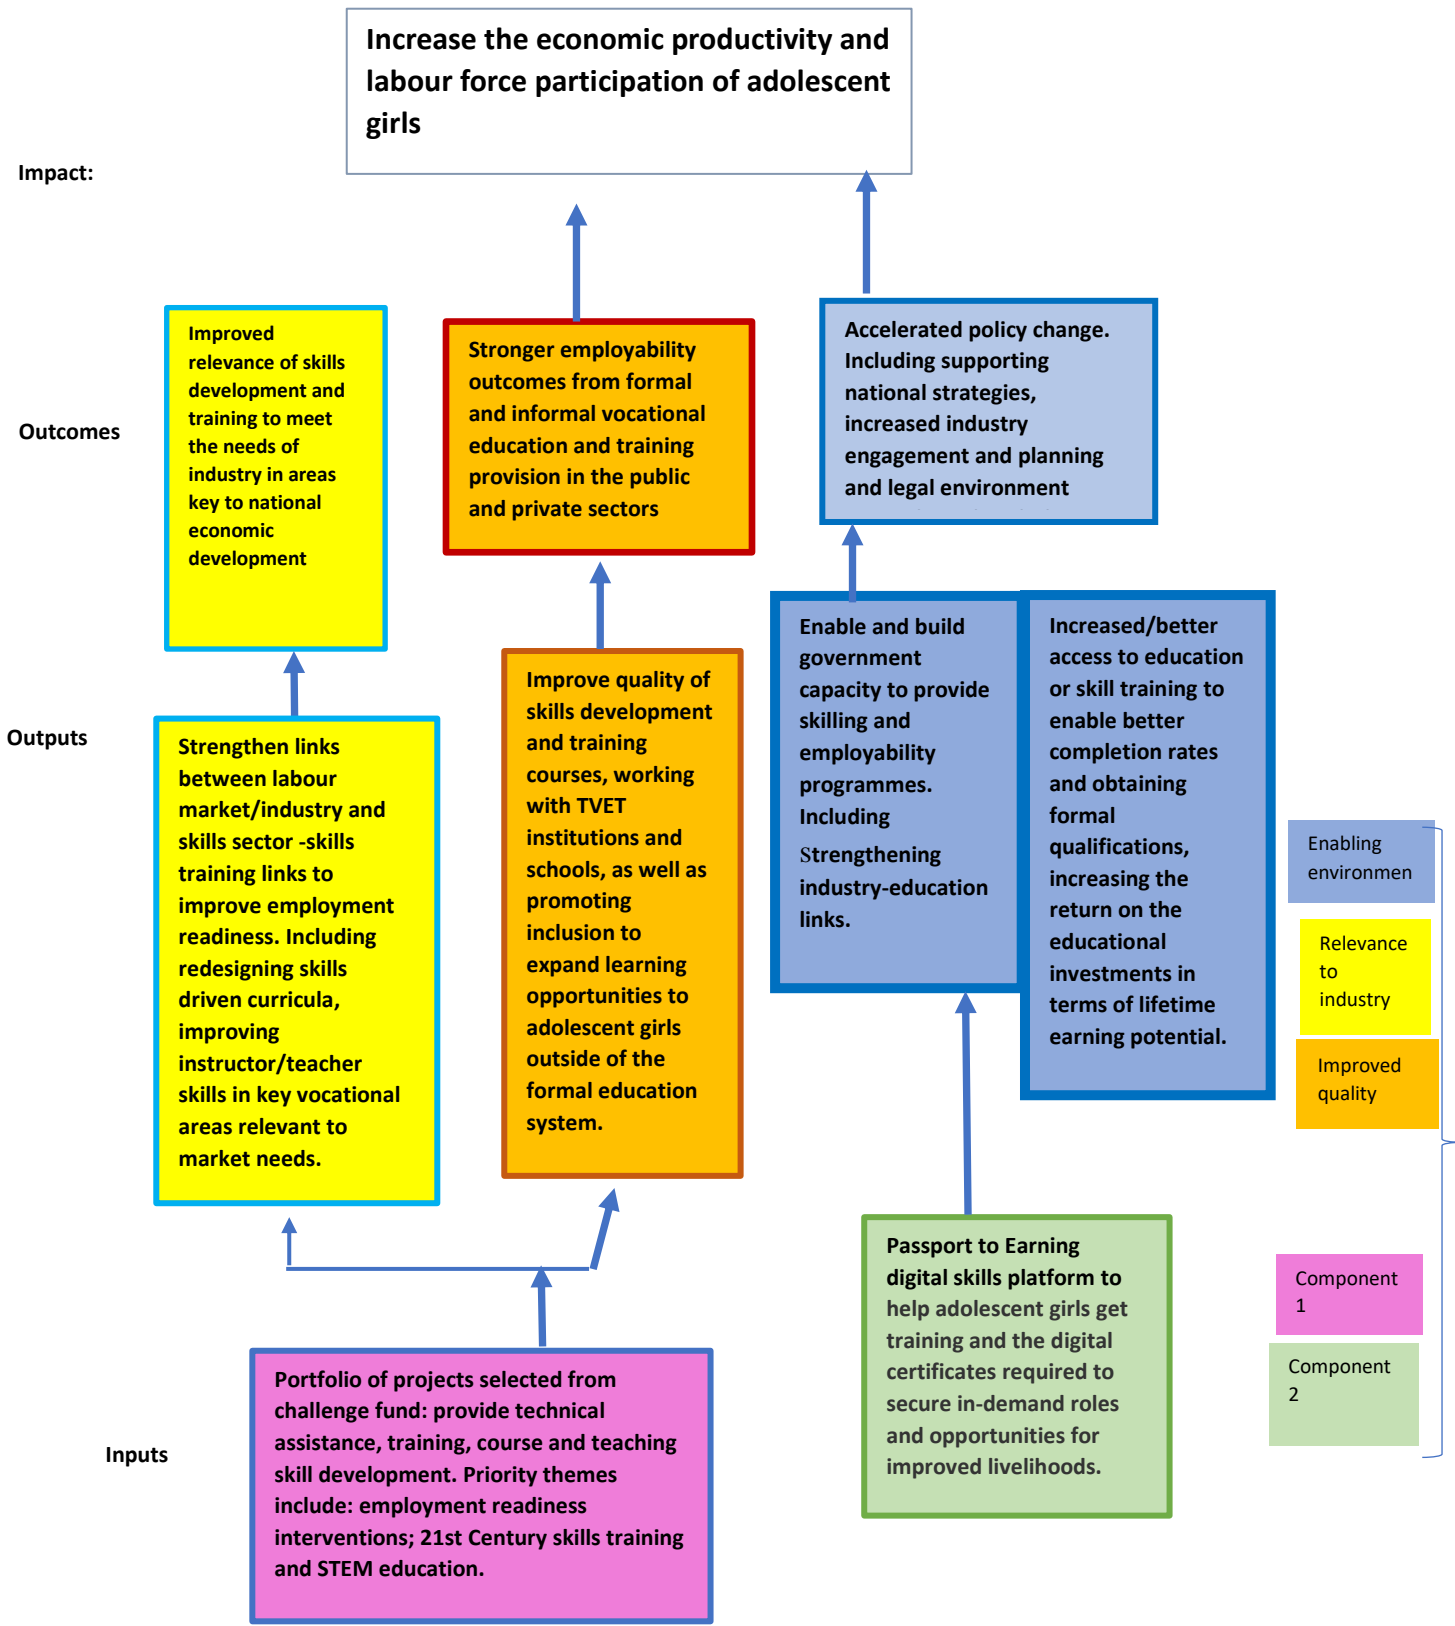 Increase the economic productivity and
labour force participation of adolescent
girls
Impact:
Outcomes
Improved
relevance of skills
development and
training to meet
the needs of
industry in areas
key to national
economic
development
Stronger employability
outcomes from formal
and informal vocational
education and training
provision in the public
and private sectors
Accelerated policy change.
Including supporting
national strategies,
increased industry
engagement and planning
and legal environment
Outputs
Strengthen links
between labour
market/industry and
skills sector -skills
training links to
improve employment
readiness. Including
redesigning skills
driven curricula,
improving
instructor/teacher
skills in key vocational
areas relevant to
market needs.
Improve quality of
skills development
and training
courses, working
with TVET
institutions and
schools, as well as
promoting
inclusion to
expand learning
opportunities to
adolescent girls
outside of the
formal education
system.
Enable and build
government
capacity to provide
skilling and
employability
programmes.
Including
Strengthening
industry-education
links.
Increased/better
access to education
or skill training to
enable better
completion rates
and obtaining
formal
qualifications,
increasing the
return on the
educational
investments in
terms of lifetime
earning potential.
Enabling
environmen
Relevance
to
industry
Improved
quality
Component
1
Component
2
Inputs
Portfolio of projects selected from
challenge fund: provide technical
assistance, training, course and teaching
skill development. Priority themes
include: employment readiness
interventions; 21st Century skills training
and STEM education.
Passport to Earning
digital skills platform to
help adolescent girls get
training and the digital
certificates required to
secure in-demand roles
and opportunities for
improved livelihoods.